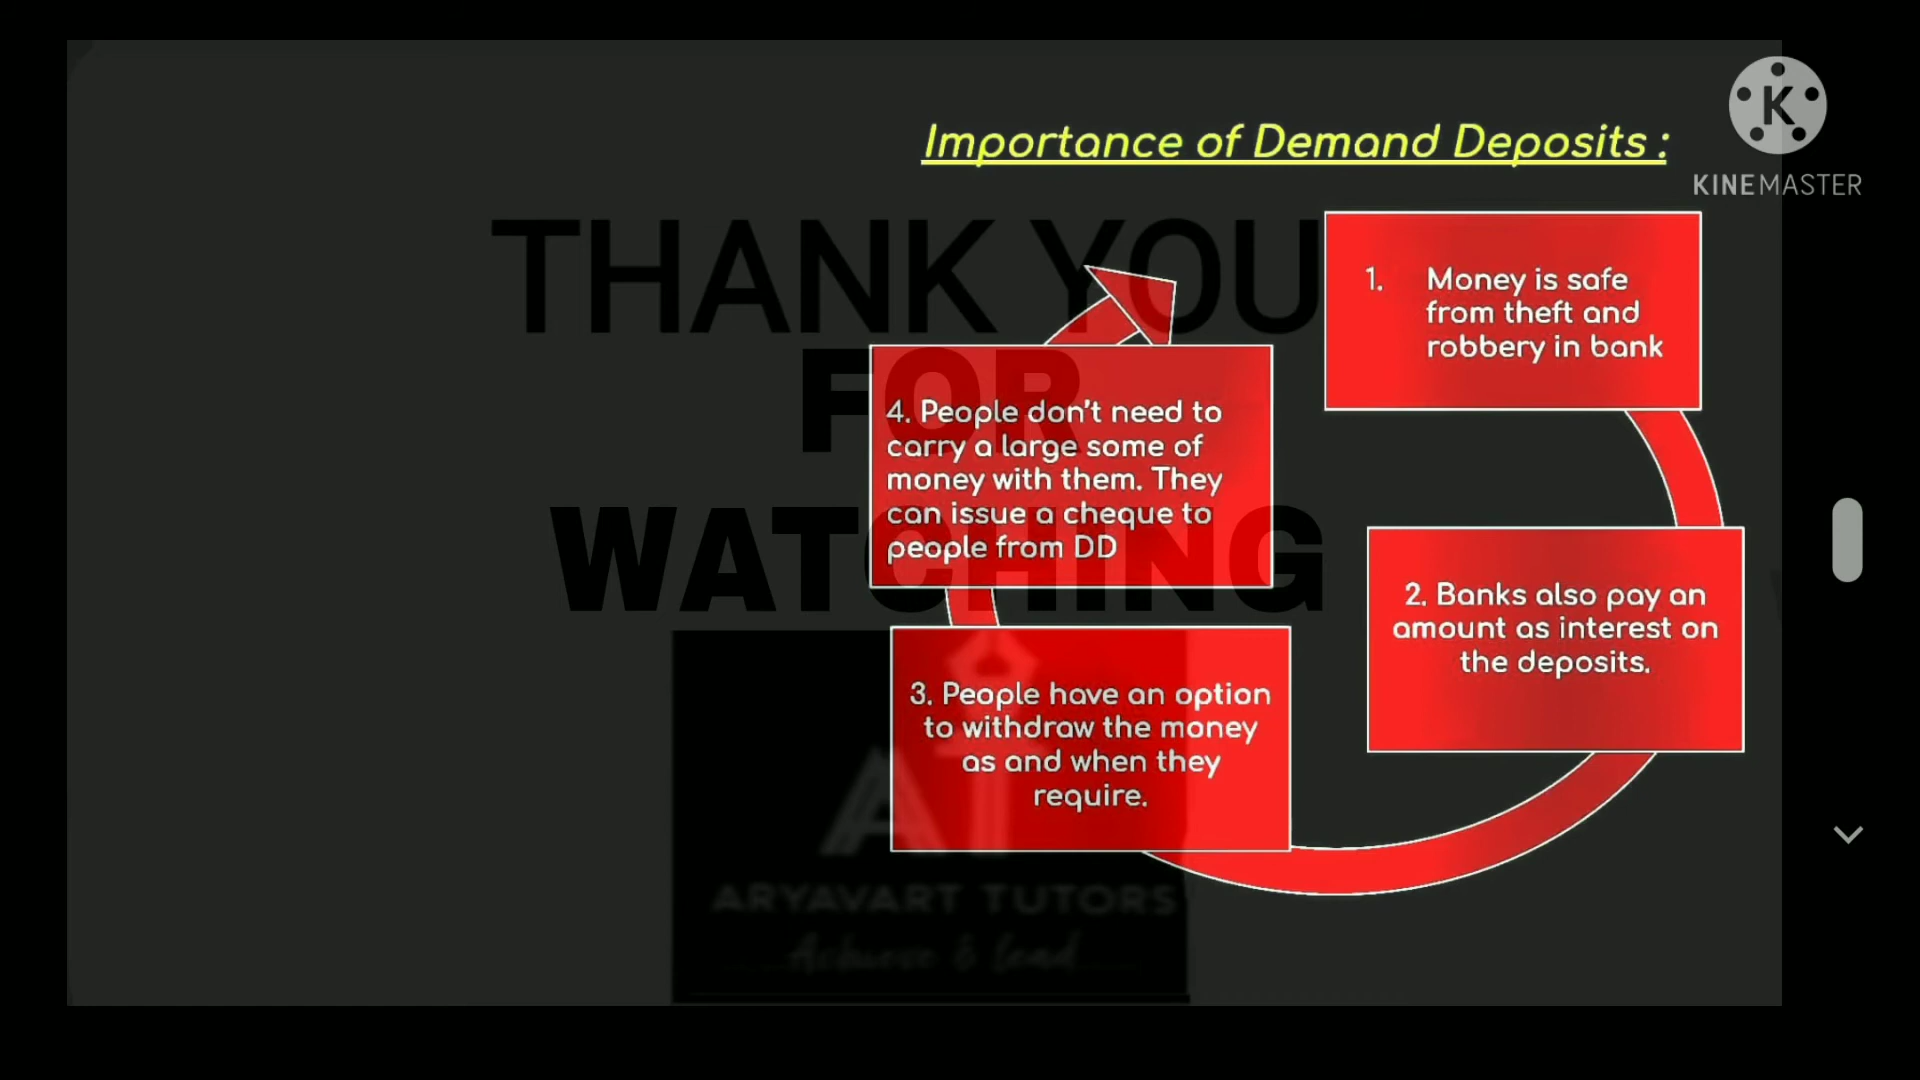 Importance of Demand Deposits :
K
KINEMASTER
THANK YOU
FOR
WATCHING
1. Money is safe
from theft and
robbery in bank
2. Banks also pay an
amount as interest on
the deposits.
3. People have an option
to withdraw the money
as and when they
require.
4. People don't need to
carry a large some of
money with them. They
can issue a cheque to
people from DD
ARYAVART TUTORS
Achieve & lead